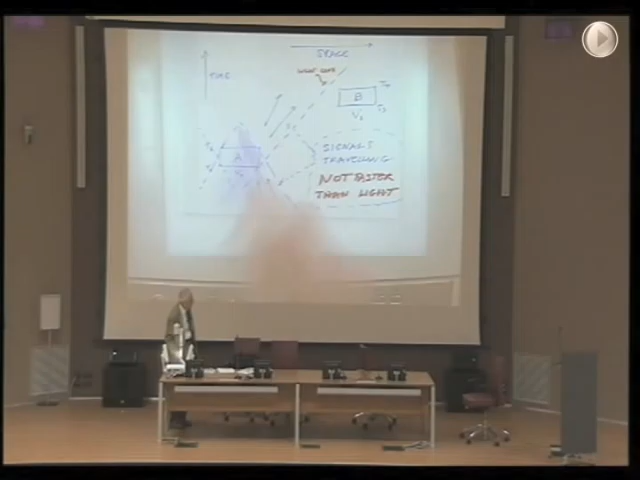 SPACE
TIME
LIGHT CONE
B
A
SIGNALS
TRAVELLING
NOT FASTER
THAN LIGHT